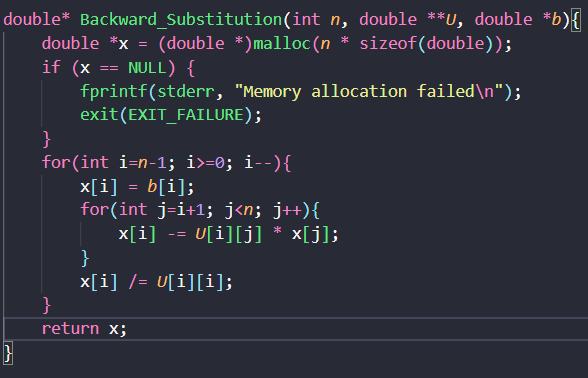 double* Backward_Substitution(int n, double **U, double *b){
    double *x = (double *)malloc(n * sizeof(double));
    if (x == NULL) {
        fprintf(stderr, "Memory allocation failed\n");
        exit(EXIT_FAILURE);
    }
    for(int i=n-1; i>=0; i--){
        x[i] = b[i];
        for(int j=i+1; j<n; j++){
            x[i] -= U[i][j] * x[j];
        }
        x[i] /= U[i][i];
    }
    return x;
}